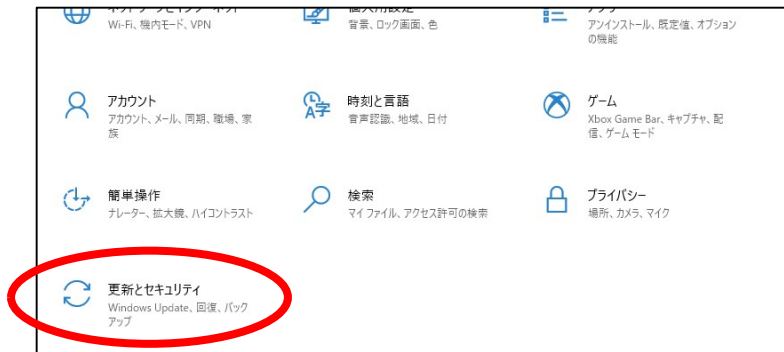 Wi-Fi、機内モード、VPN
背景、ロック画面、色
アンインストール、既定値、オプション
の機能
アカウント
アカウント、メール、同期、職場、家
族
時刻と言語
音声認識、地域、日付
ゲーム
Xbox Game Bar、キャプチャ、配
信、ゲーム モード
簡単操作
ナレーター、拡大鏡、ハイコントラスト
検索
マイ ファイル、アクセス許可の検索
プライバシー
場所、カメラ、マイク
更新とセキュリティ
Windows Update、回復、バック
アップ